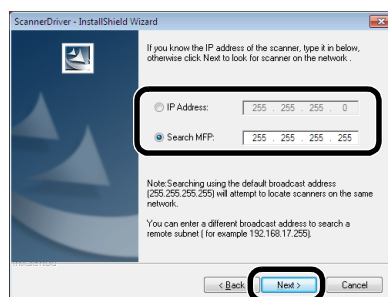 ScannerDriver - InstallShield Wizard
If you know the IP address of the scanner, type it in below,
otherwise click Next to look for scanner on the network .
IP Address: 255 . 255 . 255 . 0
Search MFP: 255 . 255 . 255 . 255
Note:Searching using the default broadcast address
(255.255.255.255) will attempt to locate scanners on the same
network.
You can enter a different broadcast address to search a
remote subnet ( for example 192.168.17.255).
InstallShield
< Back Next > Cancel